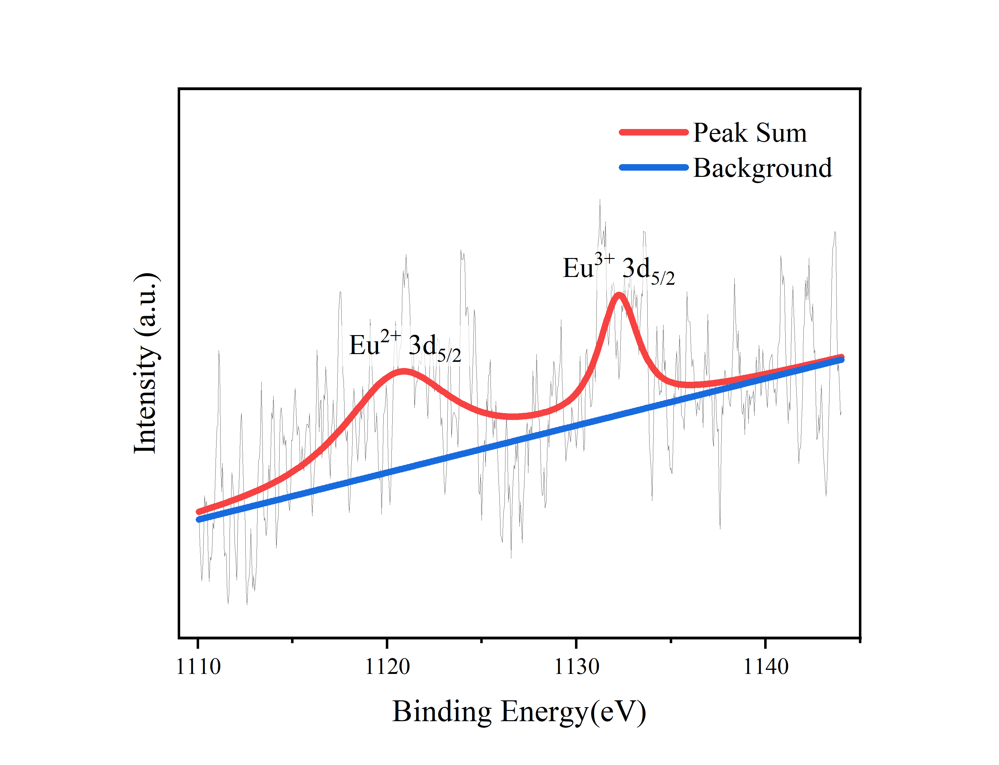 Peak Sum
Background
Eu³⁺ 3d₅/₂
Eu²⁺ 3d₅/₂
Intensity (a.u.)
1110 1120 1130 1140
Binding Energy(eV)